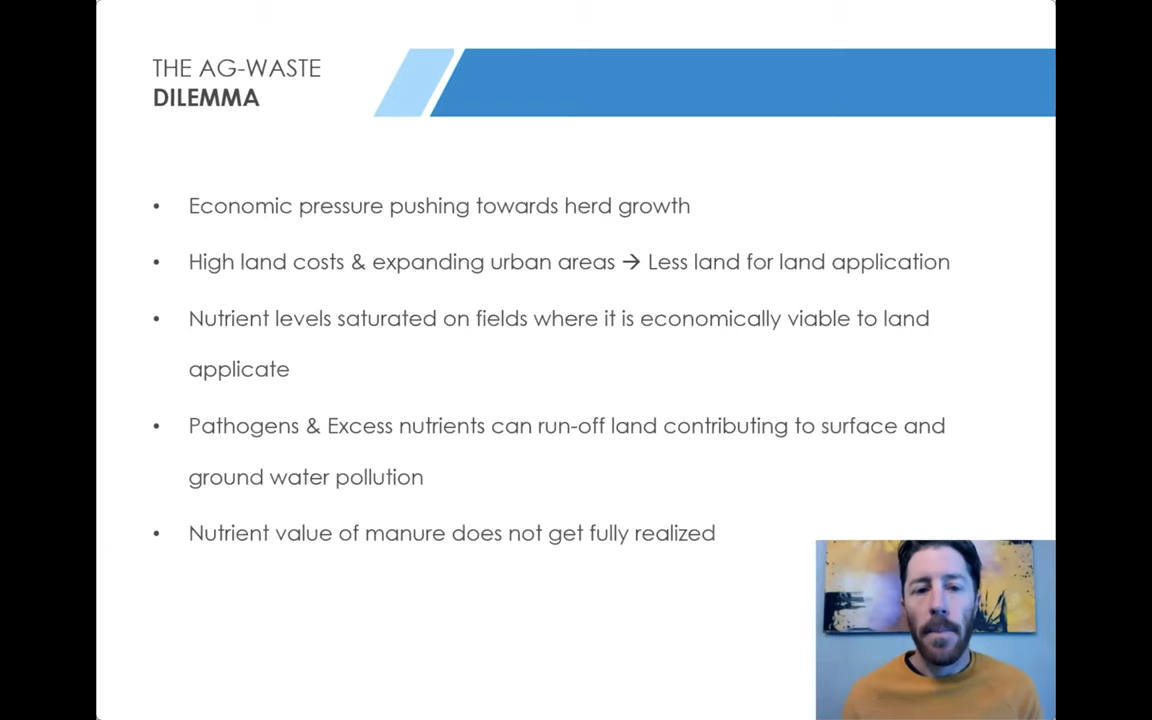 THE AG-WASTE
DILEMMA
• Economic pressure pushing towards herd growth
• High land costs & expanding urban areas → Less land for land application
• Nutrient levels saturated on fields where it is economically viable to land
applicate
• Pathogens & Excess nutrients can run-off land contributing to surface and
ground water pollution
• Nutrient value of manure does not get fully realized